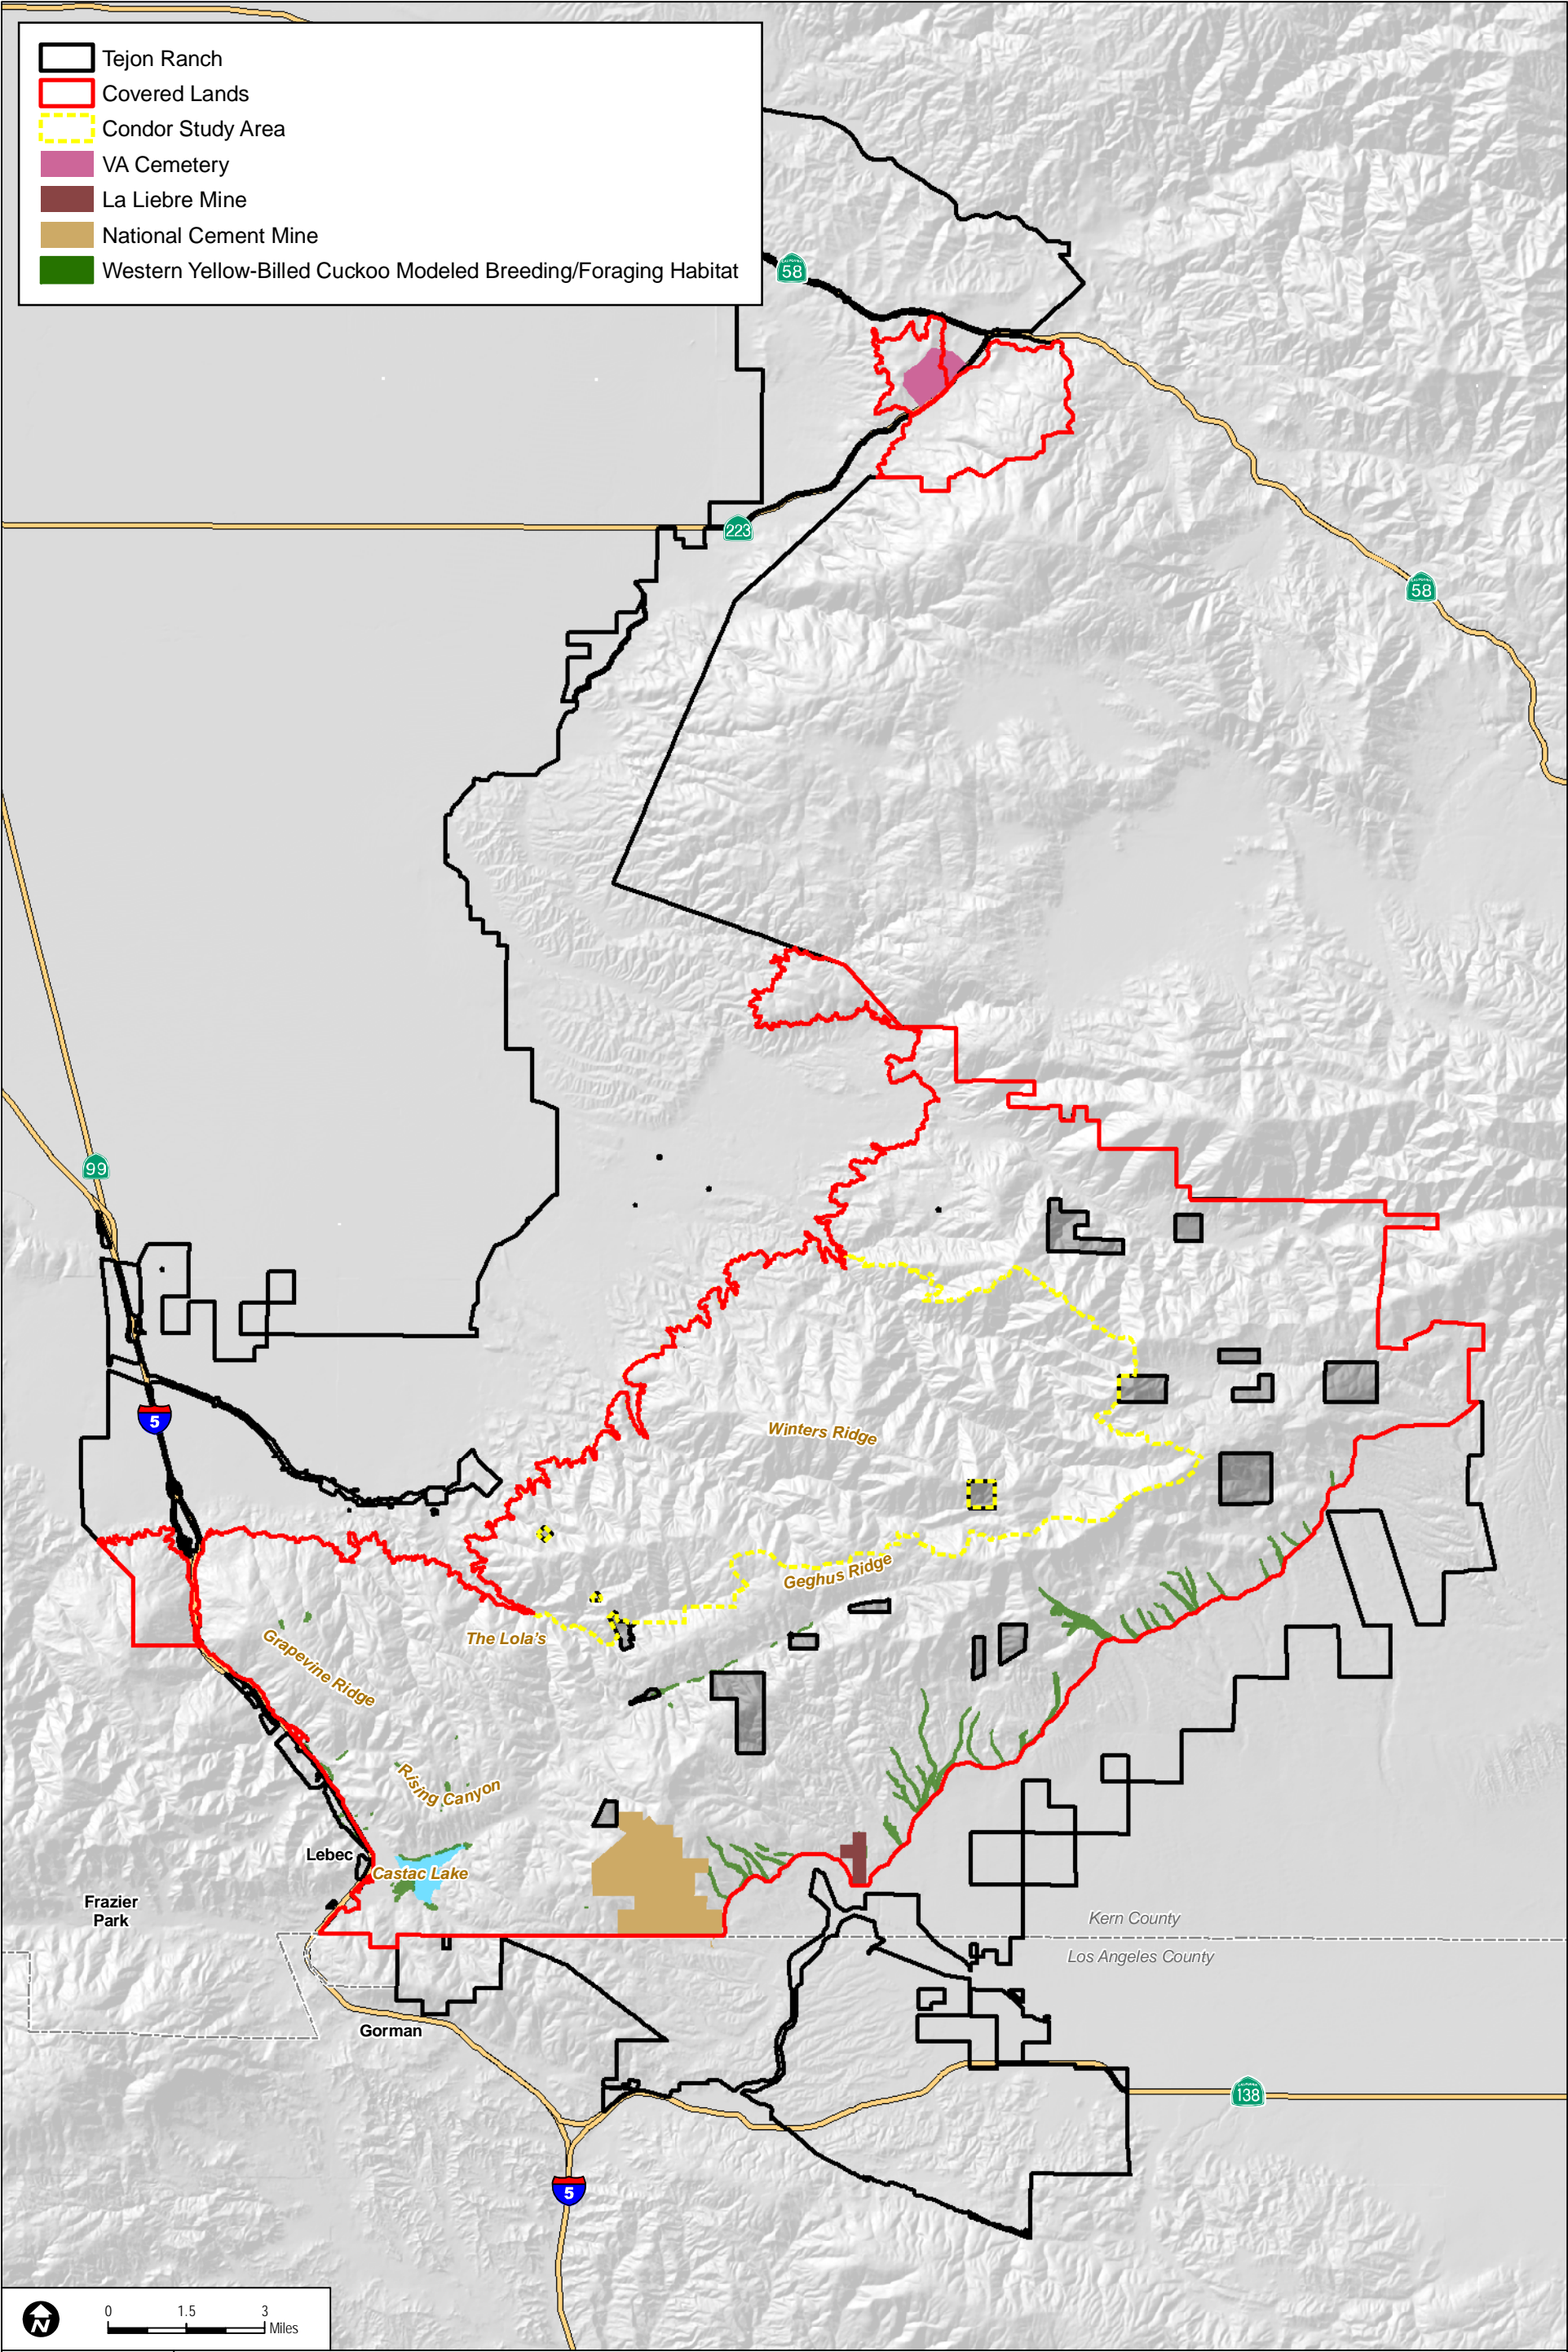 Tejon Ranch
Covered Lands
Condor Study Area
VA Cemetery
La Liebre Mine
National Cement Mine
Western Yellow-Billed Cuckoo Modeled Breeding/Foraging Habitat
58
223
58
99
5
Winters Ridge
Geghus Ridge
The Lola's
Grapevine Ridge
Rising Canyon
Lebec
Castac Lake
Frazier
Park
Kern County
Los Angeles County
Gorman
138
5
N
0 1.5 3
Miles